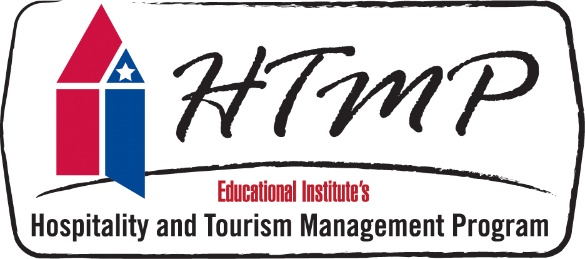 HTMP
Educational Institute's
Hospitality and Tourism Management Program